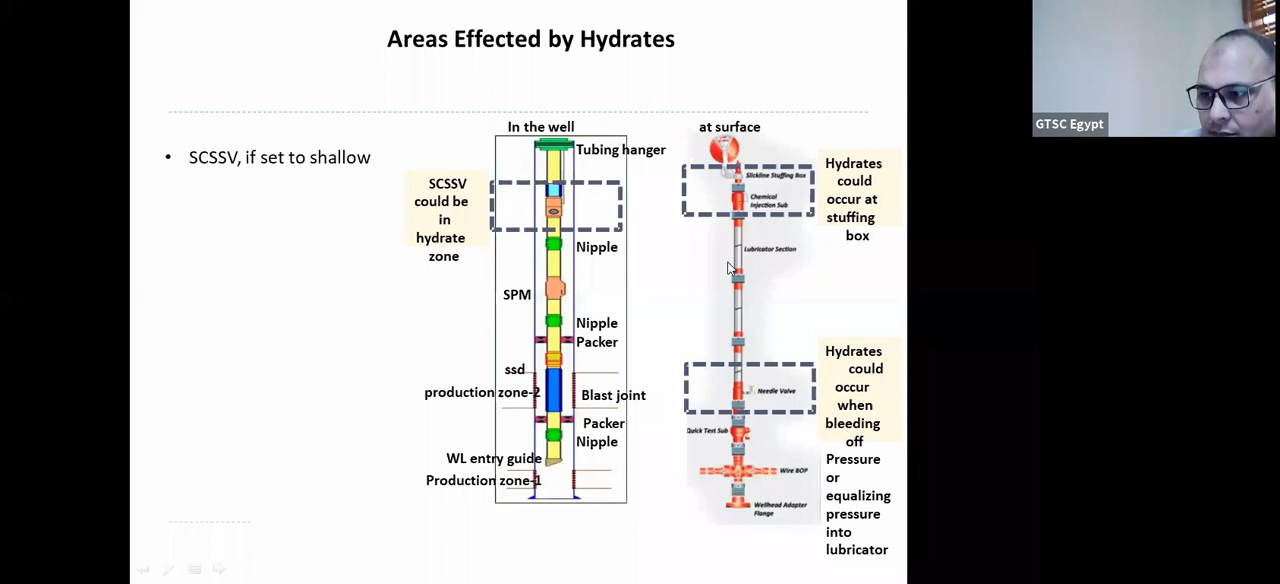 Areas Effected by Hydrates
• SCSSV, if set to shallow
In the well
Tubing hanger
SCSSV
could be
in
hydrate
zone
Nipple
SPM
Nipple
Packer
ssd
production zone-2
Blast joint
Packer
Nipple
WL entry guide
Production zone-1
at surface
Slickline Stuffing Box
Chemical
Injection Sub
Lubricator Section
Needle Valve
Quick Test Sub
Wire BOP
Wellhead Adapter
Flange
Hydrates
could
occur at
stuffing
box
Hydrates
could
occur
when
bleeding
off
Pressure
or
equalizing
pressure
into
lubricator
GTSC Egypt